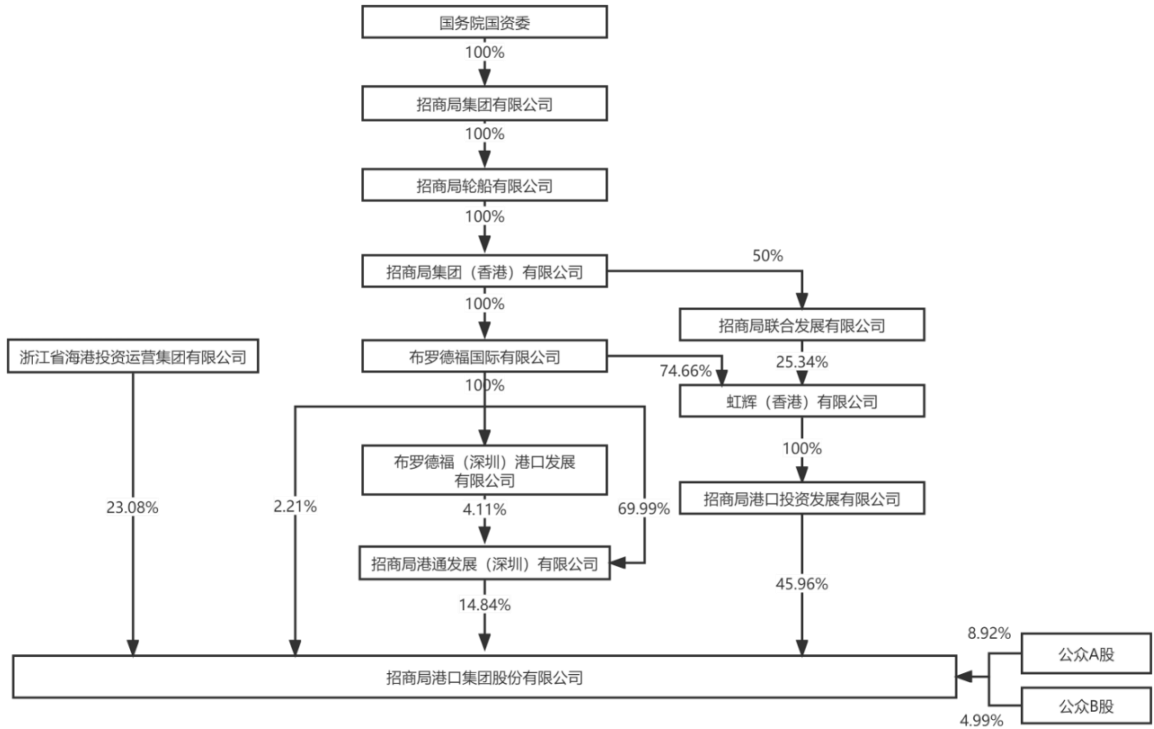 国务院国资委
100%
招商局集团有限公司
100%
招商局轮船有限公司
100%
招商局集团（香港）有限公司
50%
100%
招商局联合发展有限公司
浙江省海港投资运营集团有限公司
布罗德福国际有限公司
74.66%
25.34%
100%
虹辉（香港）有限公司
布罗德福（深圳）港口发展
有限公司
100%
招商局港口投资发展有限公司
23.08%
2.21%
4.11%
69.99%
招商局港通发展（深圳）有限公司
14.84%
45.96%
8.92%
公众A股
招商局港口集团股份有限公司
公众B股
4.99%